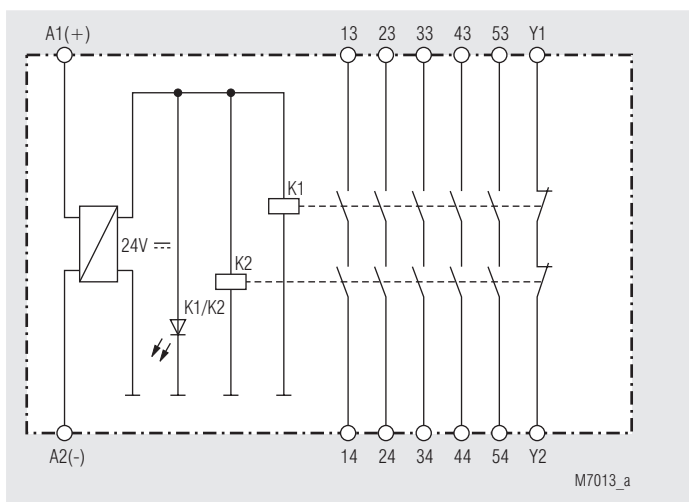 A1(+) 13 23 33 43 53 Y1
K1
24V
K2
K1/K2
A2(-) 14 24 34 44 54 Y2
M7013_a